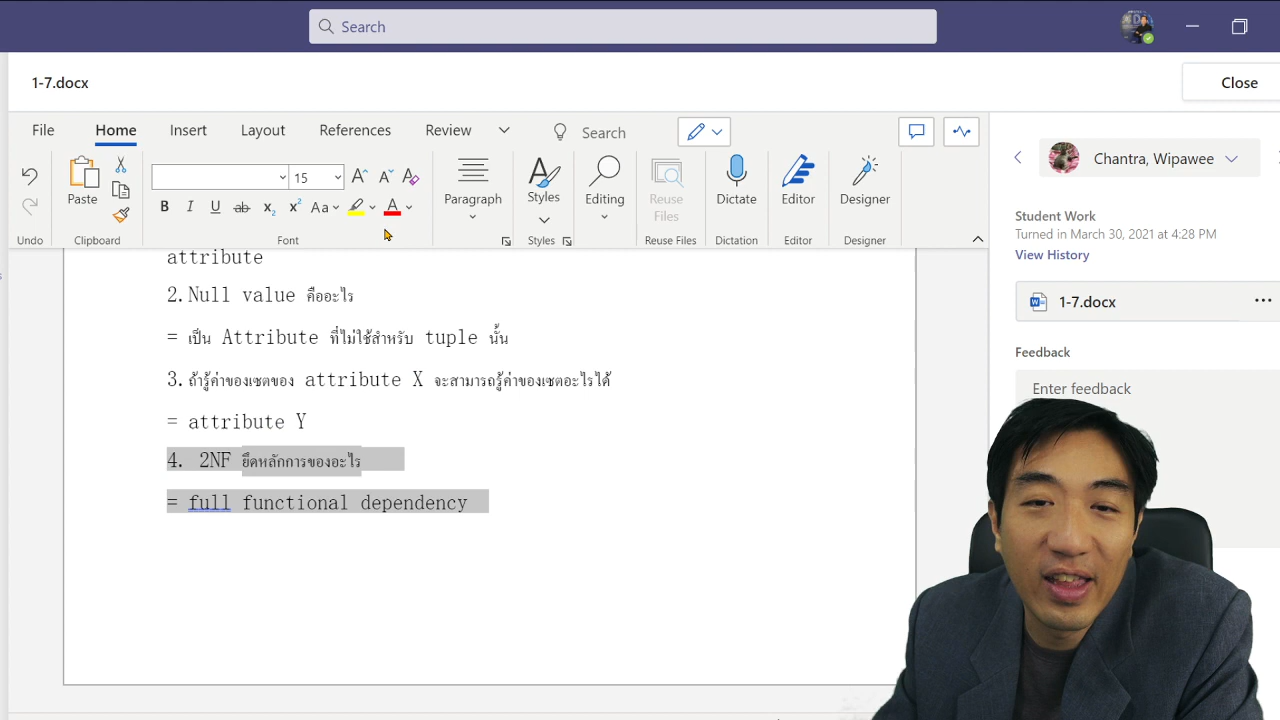 Search
1-7.docx
Close
File
Home
Insert
Layout
References
Review
Search
Paste
15
B
I
U
ab
x₂
x²
Aa
A
Paragraph
Styles
Editing
Reuse Files
Dictate
Editor
Designer
Undo
Clipboard
Font
Styles
Reuse Files
Dictation
Editor
Designer
Chantra, Wipawee
Student Work
Turned in March 30, 2021 at 4:28 PM
View History
1-7.docx
Feedback
Enter feedback
attribute
2.Null value คืออะไร
= เป็น Attribute ที่ไม่ใช้สำหรับ tuple นั้น
3.ถ้ารู้ค่าของเซตของ attribute X จะสามารถรู้ค่าของเซตอะไรได้
= attribute Y
4. 2NF ยึดหลักการของอะไร
= full functional dependency